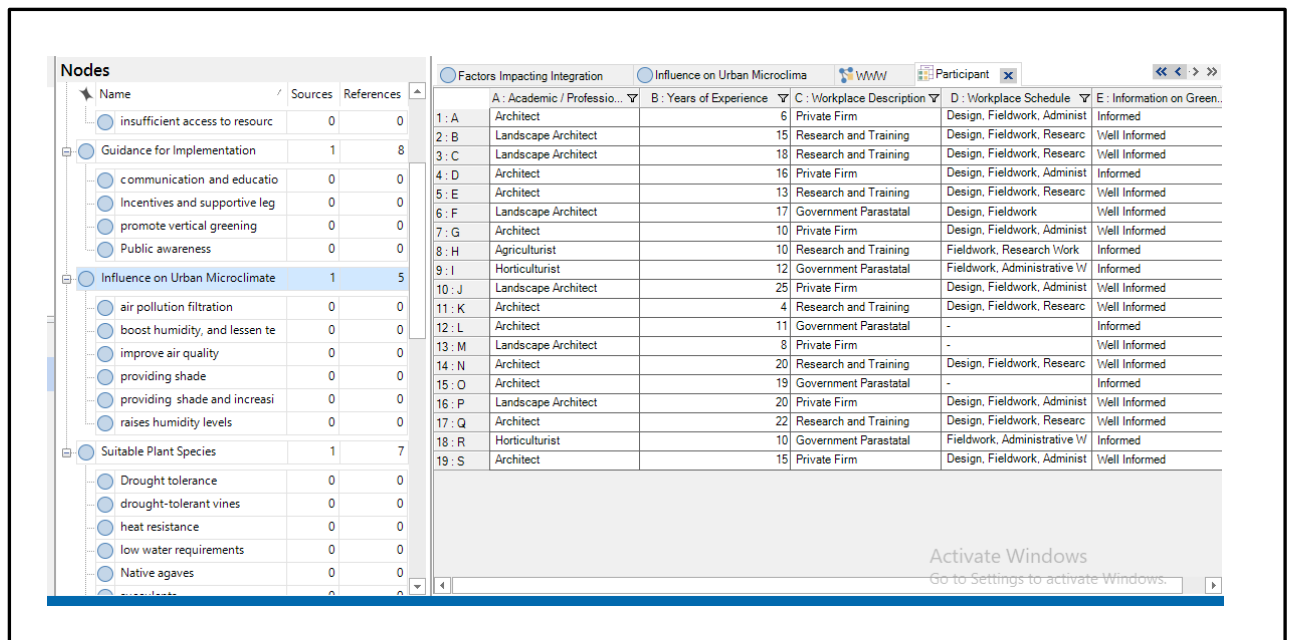 Nodes
Name Sources References
insufficient access to resourc 0 0
Guidance for Implementation 1 8
communication and educatio 0 0
Incentives and supportive leg 0 0
promote vertical greening 0 0
Public awareness 0 0
Influence on Urban Microclimate 1 5
air pollution filtration 0 0
boost humidity, and lessen te 0 0
improve air quality 0 0
providing shade 0 0
providing shade and increasi 0 0
raises humidity levels 0 0
Suitable Plant Species 1 7
Drought tolerance 0 0
drought-tolerant vines 0 0
heat resistance 0 0
low water requirements 0 0
Native agaves 0 0
Factors Impacting Integration Influence on Urban Microclima WWW Participant
A : Academic / Professio... B : Years of Experience C : Workplace Description D : Workplace Schedule E : Information on Green..
1 : A Architect 6 Private Firm Design, Fieldwork, Administ Informed
2 : B Landscape Architect 15 Research and Training Design, Fieldwork, Researc Well Informed
3 : C Landscape Architect 18 Research and Training Design, Fieldwork, Researc Well Informed
4 : D Architect 16 Private Firm Design, Fieldwork, Administ Well Informed
5 : E Architect 13 Research and Training Design, Fieldwork, Researc Well Informed
6 : F Landscape Architect 17 Government Parastatal Design, Fieldwork Well Informed
7 : G Architect 10 Private Firm Design, Fieldwork, Administ Well Informed
8 : H Agriculturist 10 Research and Training Fieldwork, Research Work Informed
9 : I Horticulturist 12 Government Parastatal Fieldwork, Administrative W Informed
10 : J Landscape Architect 25 Private Firm Design, Fieldwork, Administ Well Informed
11 : K Architect 4 Research and Training Design, Fieldwork, Researc Well Informed
12 : L Architect 11 Government Parastatal - Informed
13 : M Landscape Architect 8 Private Firm - Well Informed
14 : N Architect 20 Research and Training Design, Fieldwork, Researc Well Informed
15 : O Architect 19 Government Parastatal - Informed
16 : P Landscape Architect 20 Private Firm Design, Fieldwork, Administ Well Informed
17 : Q Architect 22 Research and Training Design, Fieldwork, Researc Well Informed
18 : R Horticulturist 10 Government Parastatal Fieldwork, Administrative W Informed
19 : S Architect 15 Private Firm Design, Fieldwork, Administ Well Informed
Activate Windows
Go to Settings to activate Windows.